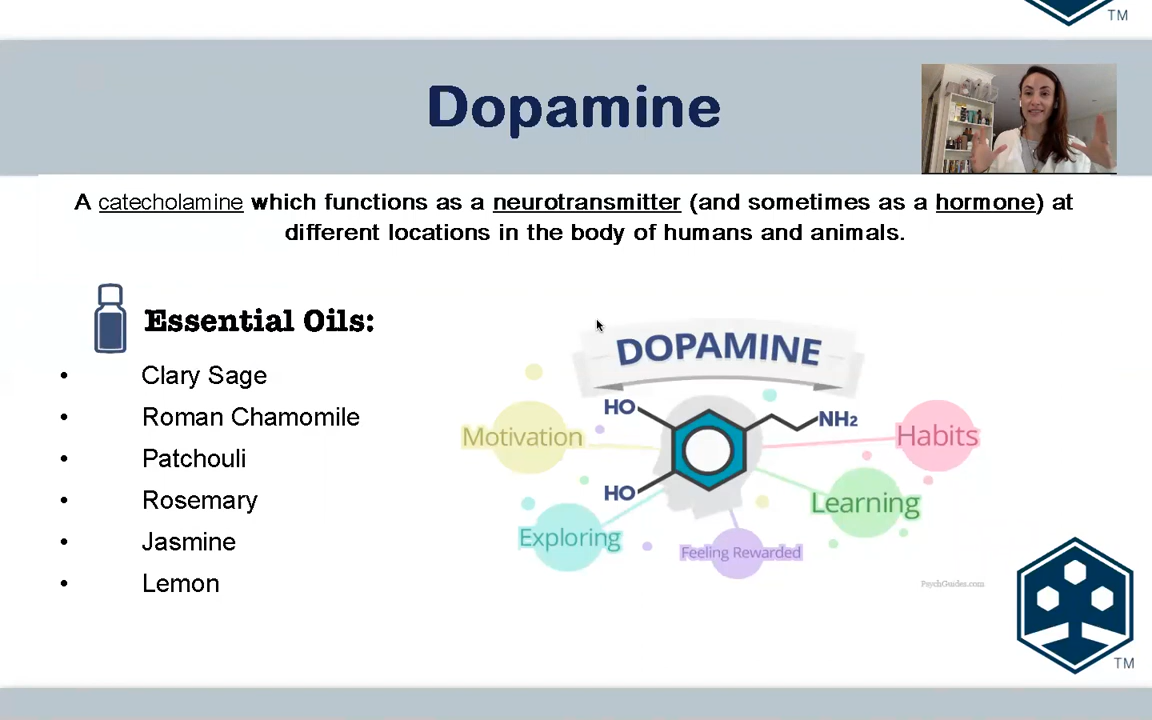 TM
Dopamine
A catecholamine which functions as a neurotransmitter (and sometimes as a hormone) at
different locations in the body of humans and animals.
Essential Oils:
• Clary Sage
• Roman Chamomile
• Patchouli
• Rosemary
• Jasmine
• Lemon
DOPAMINE
HO
NH2
HO
Motivation
Habits
Learning
Exploring
Feeling Rewarded
PsychGuides.com
TM